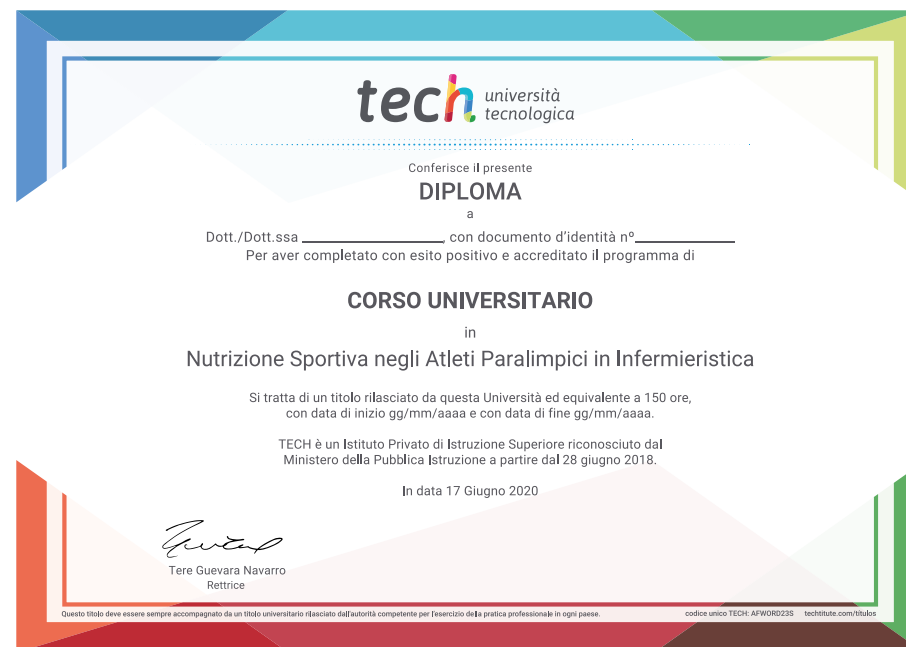 tech università
tecnologica
Conferisce il presente
DIPLOMA
a
Dott./Dott.ssa ____________________, con documento d'identità nº______________
Per aver completato con esito positivo e accreditato il programma di
CORSO UNIVERSITARIO
in
Nutrizione Sportiva negli Atleti Paralimpici in Infermieristica
Si tratta di un titolo rilasciato da questa Università ed equivalente a 150 ore,
con data di inizio gg/mm/aaaa e con data di fine gg/mm/aaaa.
TECH è un Istituto Privato di Istruzione Superiore riconosciuto dal
Ministero della Pubblica Istruzione a partire dal 28 giugno 2018.
In data 17 Giugno 2020
Tere Guevara Navarro
Rettrice
Questo titolo deve essere sempre accompagnato da un titolo universitario rilasciato dall'autorità competente per l'esercizio della pratica professionale in ogni paese. codice unico TECH: AFWORD23S techtitute.com/títulos